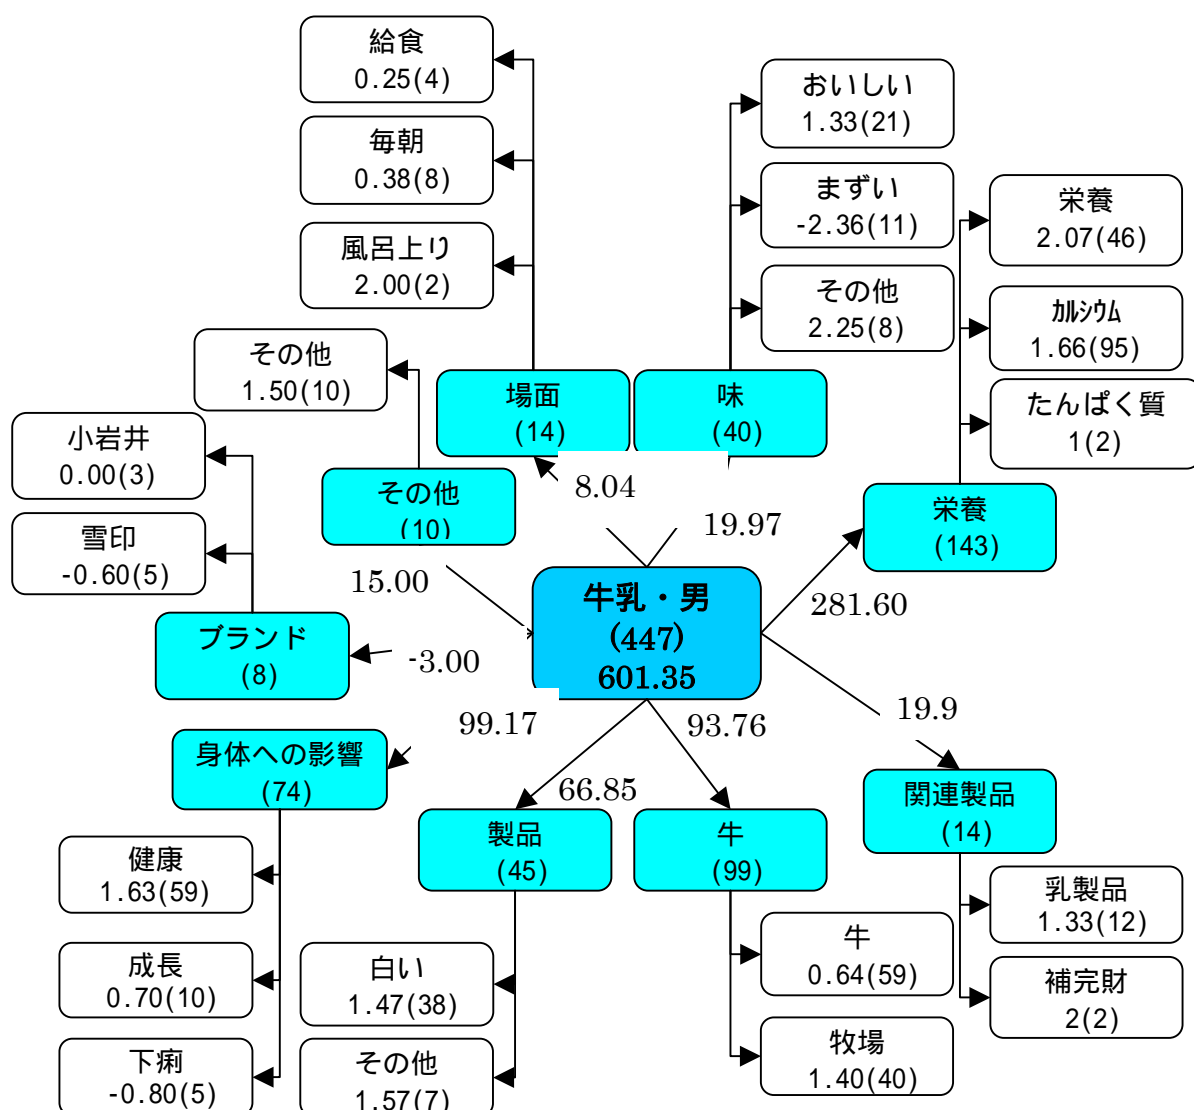 給食
0.25(4)
毎朝
0.38(8)
風呂上り
2.00(2)
その他
1.50(10)
場面
(14)
おいしい
1.33(21)
まずい
-2.36(11)
その他
2.25(8)
味
(40)
栄養
2.07(46)
カルシウム
1.66(95)
たんぱく質
1(2)
栄養
(143)
小岩井
0.00(3)
雪印
-0.60(5)
その他
(10)
ブランド
(8)
8.04
19.97
15.00
-3.00
281.60
牛乳・男
(447)
601.35
99.17
66.85
93.76
19.9
身体への影響
(74)
健康
1.63(59)
成長
0.70(10)
下痢
-0.80(5)
製品
(45)
白い
1.47(38)
その他
1.57(7)
牛
(99)
牛
0.64(59)
牧場
1.40(40)
関連製品
(14)
乳製品
1.33(12)
補完財
2(2)